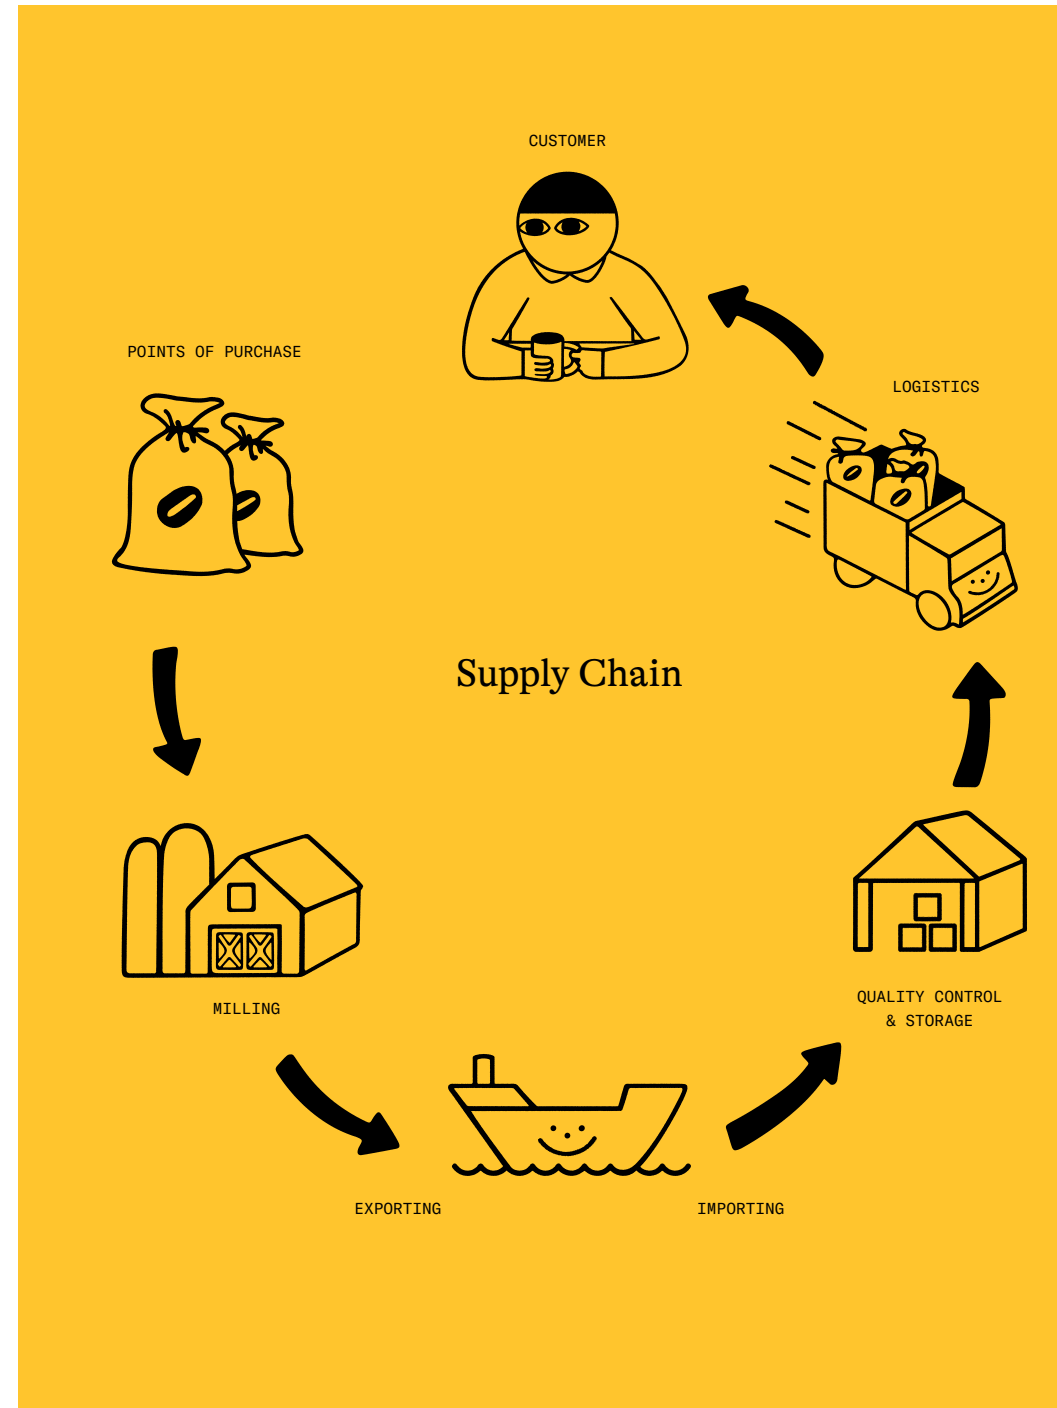 CUSTOMER
POINTS OF PURCHASE
LOGISTICS
Supply Chain
MILLING
QUALITY CONTROL
& STORAGE
EXPORTING
IMPORTING